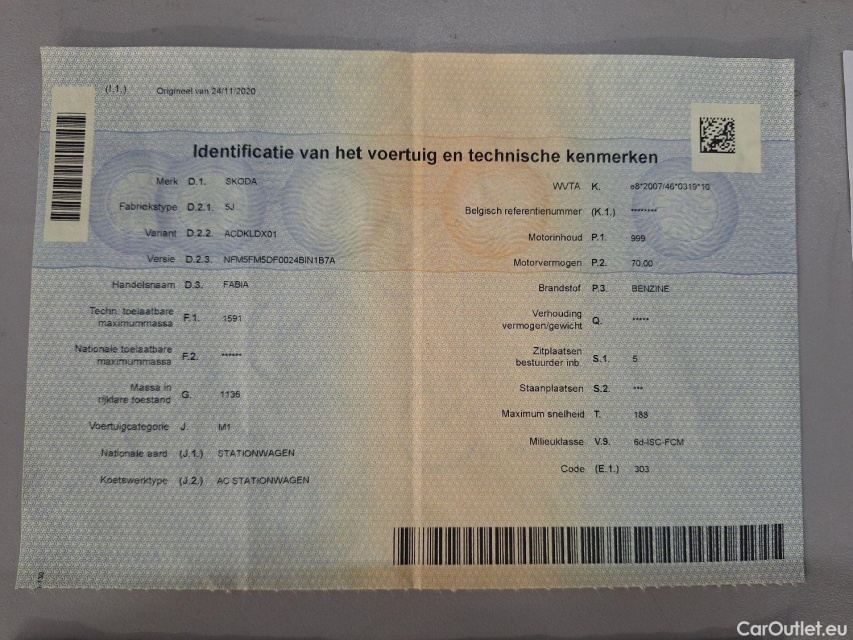 (I.1.) Origineel van 24/11/2020
Identificatie van het voertuig en technische kenmerken
Merk D.1. SKODA
Fabriekstype D.2.1. 5J
Variant D.2.2. ACDKLDX01
Versie D.2.3. NFM5FM5DF0024BIN1B7A
Handelsnaam D.3. FABIA
Techn. toelaatbare
maximummassa F.1. 1591
Nationale toelaatbare
maximummassa F.2. ******
Massa in
rijklare toestand G. 1136
Voertuigcategorie J. M1
Nationale aard (J.1.) STATIONWAGEN
Koetswerktype (J.2.) AC STATIONWAGEN
WVTA K. e8*2007/46*0319*10
Belgisch referentienummer (K.1.) ********
Motorinhoud P.1. 999
Motorvermogen P.2. 70,00
Brandstof P.3. BENZINE
Verhouding
vermogen/gewicht Q. *****
Zitplaatsen
bestuurder inb. S.1. 5
Staanplaatsen S.2. ***
Maximum snelheid T. 188
Milieuklasse V.9. 6d-ISC-FCM
Code (E.1.) 303
CarOutlet.eu